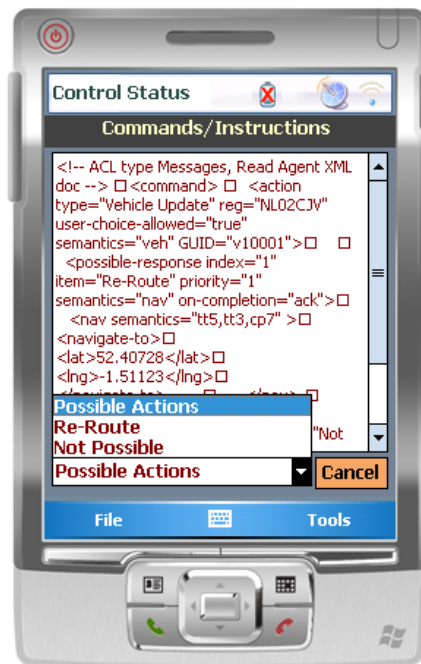 Control Status
Commands/Instructions
<!-- ACL type Messages, Read Agent XML
doc --> □ <command> □ <action
type="Vehicle Update" reg="NL02CJV"
user-choice-allowed="true"
semantics="veh" GUID="v10001">□ □
<possible-response index="1"
item="Re-Route" priority="1"
semantics="nav" on-completion="ack">□
<nav semantics="tt5,tt3,cp7" >□
<navigate-to>□
<lat>52.40728</lat>□
<lng>-1.51123</lng>□
Possible Actions
Re-Route
Not Possible
"Not
Possible Actions
Cancel
File
Tools